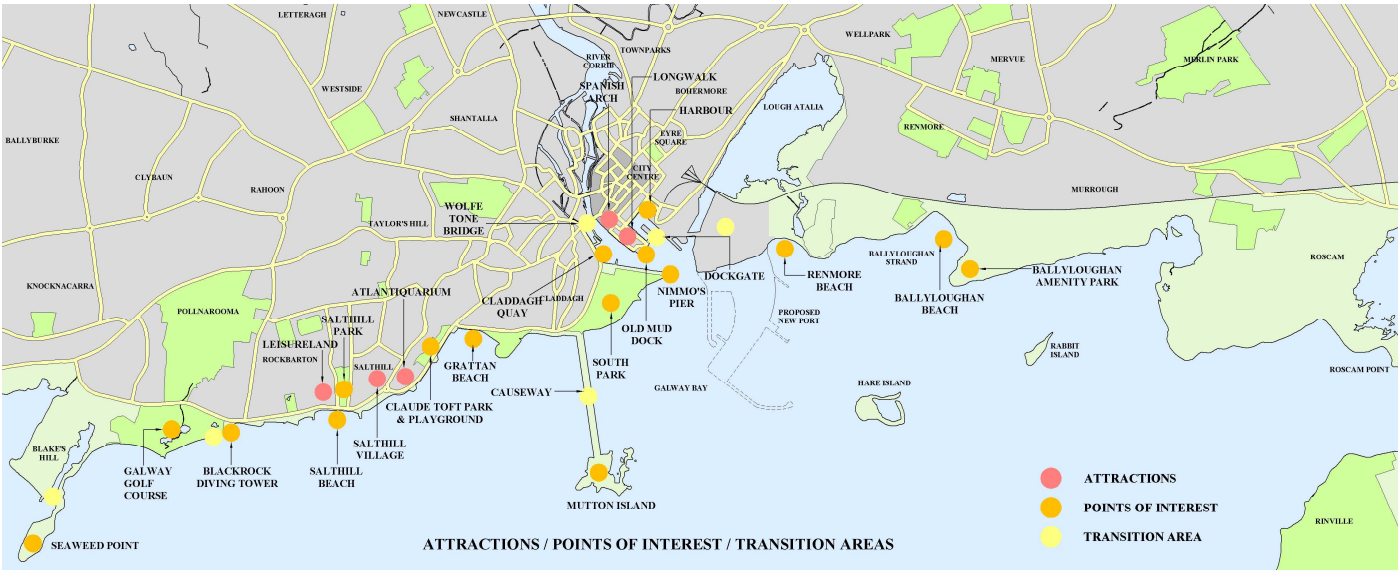 LETTERAGH
NEWCASTLE
TOWNPARKS
WELLPARK
MERVUE
MERLIN PARK
RIVER
CORRIB
SPANISH
ARCH
LONGWALK
BOHERMORE
HARBOUR
LOUGH ATALIA
WESTSIDE
SHANTALLA
EYRE
SQUARE
RENMORE
BALLYBURKE
CLYBAUN
RAHOON
CITY
CENTRE
MURROUGH
WOLFE
TONE
BRIDGE
TAYLOR'S HILL
BALLYLOUGHAN
STRAND
ROSCAM
DOCKGATE
RENMORE
BEACH
BALLYLOUGHAN
AMENITY PARK
BALLYLOUGHAN
BEACH
KNOCKNACARRA
ATLANTIQUARIUM
CLADDAGH
QUAY
CLADDAGH
NIMMO'S
PIER
POLLNAROOMA
SALTHILL
PARK
LEISURELAND
ROCKBARTON
OLD MUD
DOCK
PROPOSED
NEW PORT
RABBIT
ISLAND
SALTHILL
GRATTAN
BEACH
SOUTH
PARK
ROSCAM POINT
GALWAY BAY
HARE ISLAND
CAUSEWAY
CLAUDE TOFT PARK
& PLAYGROUND
BLAKE'S
HILL
SALTHILL
VILLAGE
GALWAY
GOLF
COURSE
BLACKROCK
DIVING TOWER
SALTHILL
BEACH
MUTTON ISLAND
ATTRACTIONS
POINTS OF INTEREST
TRANSITION AREA
RINVILLE
SEAWEED POINT
ATTRACTIONS / POINTS OF INTEREST / TRANSITION AREAS